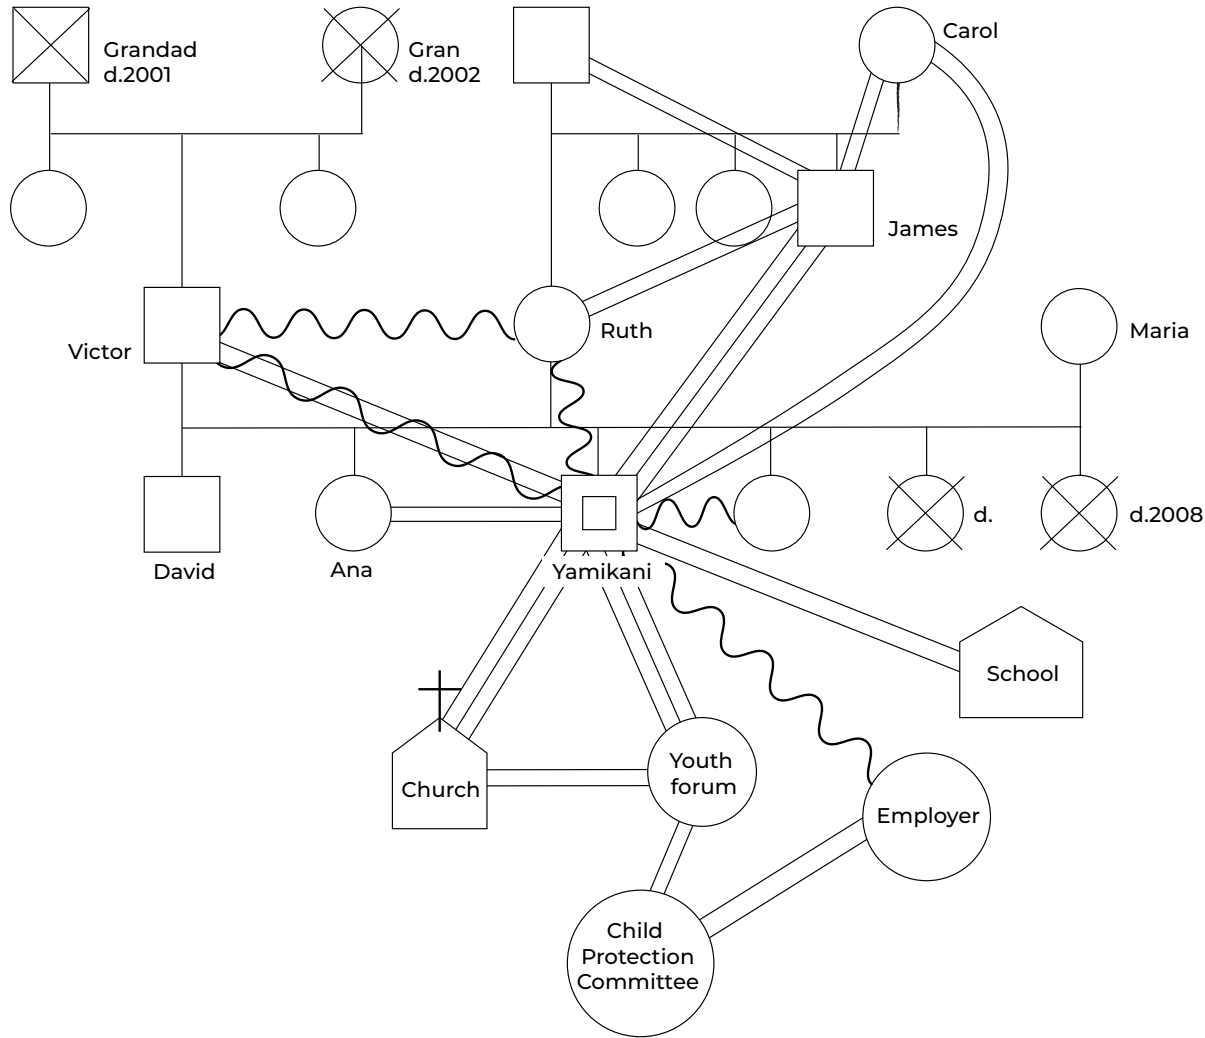 Grandad
d.2001
Gran
d.2002
Carol
James
Victor
Ruth
Maria
David
Ana
Yamikani
d.
d.2008
School
Church
Youth
forum
Employer
Child
Protection
Committee